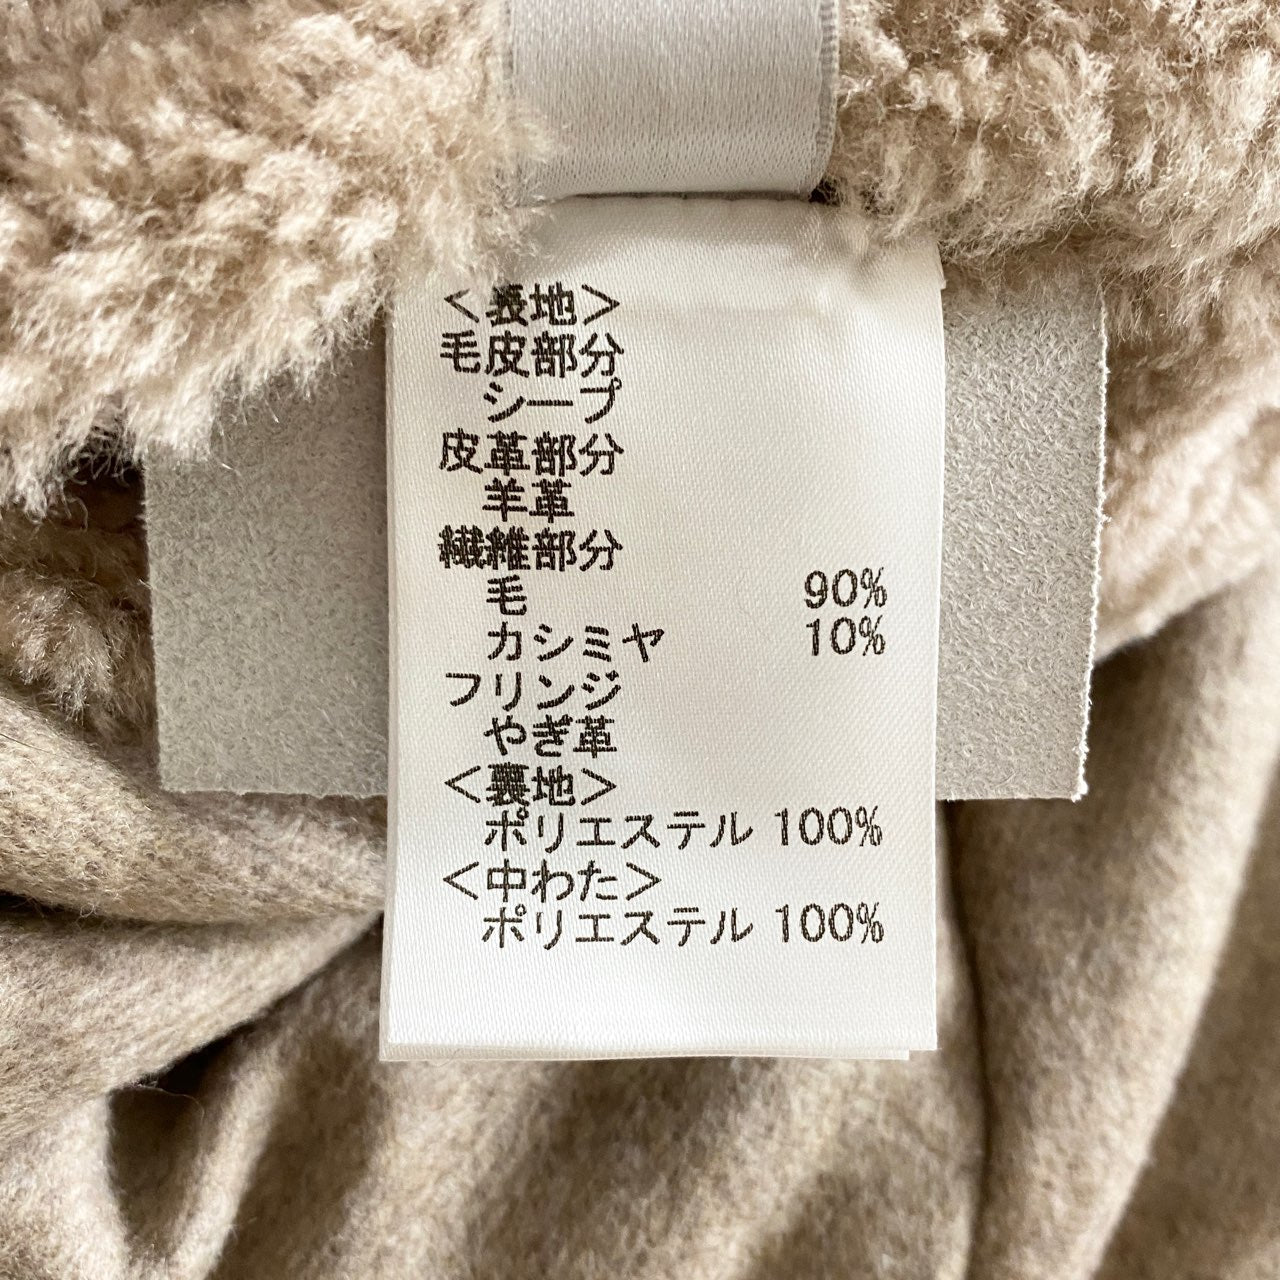 <表地>
毛皮部分
シープ
皮革部分
羊革
繊維部分
毛 90%
カシミヤ 10%
フリンジ
やぎ革
<裏地>
ポリエステル 100%
<中わた>
ポリエステル 100%